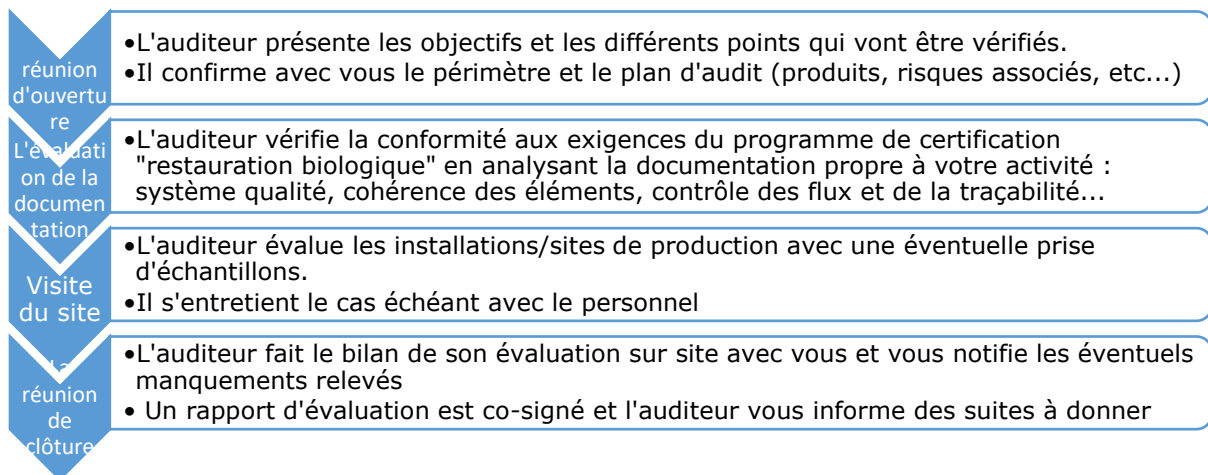 réunion
d'ouvertu
re
•L'auditeur présente les objectifs et les différents points qui vont être vérifiés.
•Il confirme avec vous le périmètre et le plan d'audit (produits, risques associés, etc...)
L'évaluati
on de la
documen
tation
•L'auditeur vérifie la conformité aux exigences du programme de certification
"restauration biologique" en analysant la documentation propre à votre activité :
système qualité, cohérence des éléments, contrôle des flux et de la traçabilité...
Visite
du site
•L'auditeur évalue les installations/sites de production avec une éventuelle prise
d'échantillons.
•Il s'entretient le cas échéant avec le personnel
réunion
de
clôture
•L'auditeur fait le bilan de son évaluation sur site avec vous et vous notifie les éventuels
manquements relevés
• Un rapport d'évaluation est co-signé et l'auditeur vous informe des suites à donner